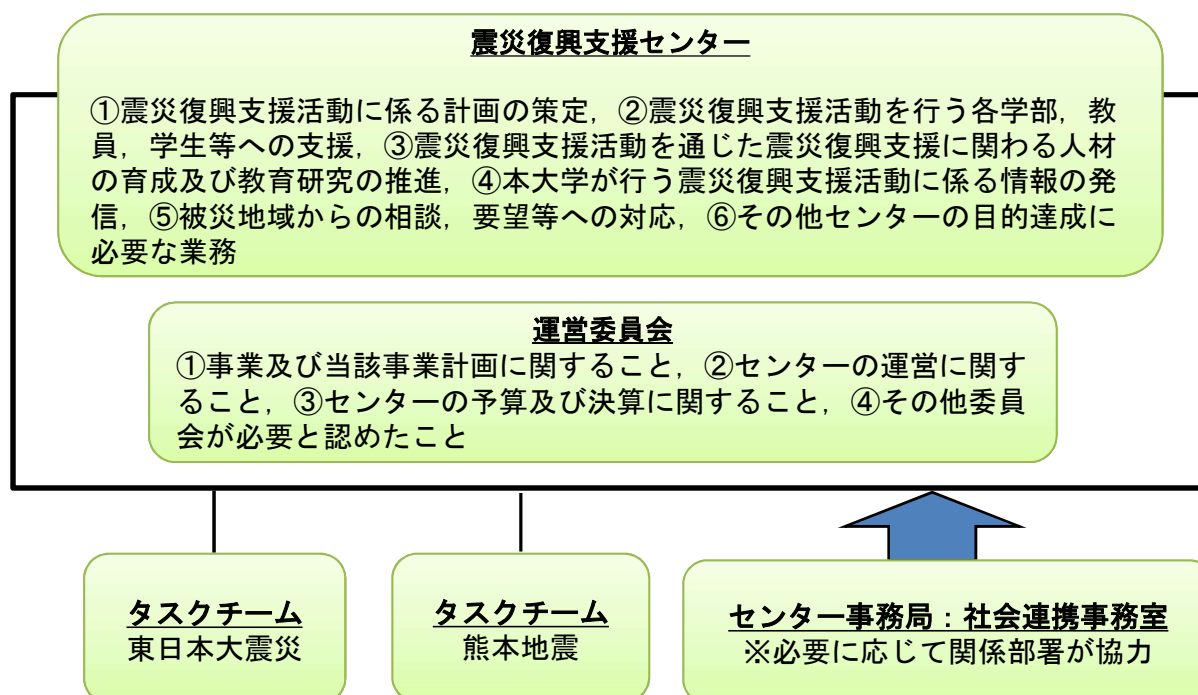 震災復興支援センター
①震災復興支援活動に係る計画の策定，②震災復興支援活動を行う各学部，教
員，学生等への支援，③震災復興支援活動を通じた震災復興支援に関わる人材
の育成及び教育研究の推進，④本大学が行う震災復興支援活動に係る情報の発
信，⑤被災地域からの相談，要望等への対応，⑥その他センターの目的達成に
必要な業務
運営委員会
①事業及び当該事業計画に関すること，②センターの運営に関す
ること，③センターの予算及び決算に関すること，④その他委員
会が必要と認めたこと
タスクチーム
東日本大震災
タスクチーム
熊本地震
センター事務局：社会連携事務室
※必要に応じて関係部署が協力